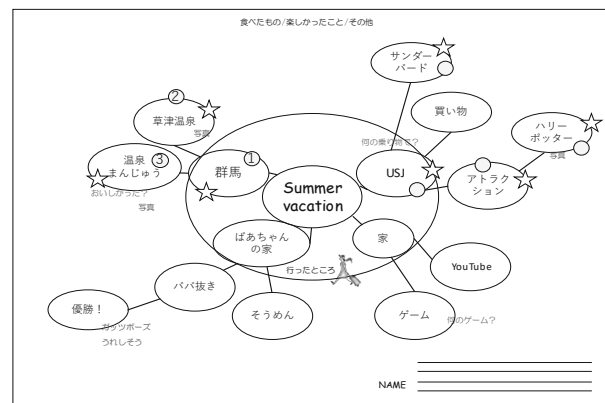 食べたもの/楽しかったこと/その他
サンダー
バード
買い物
何の乗り物で？
ハリー
ポッター
写真
②
草津温泉
写真
温泉 ③
まんじゅう
おいしかった？
写真
①
群馬
Summer
vacation
USJ
アトラク
ション
ばあちゃん
の家
家
行ったところ
YouTube
ババ抜き
優勝！
ガッツポーズ
うれしそう
そうめん
ゲーム
何のゲーム？
NAME